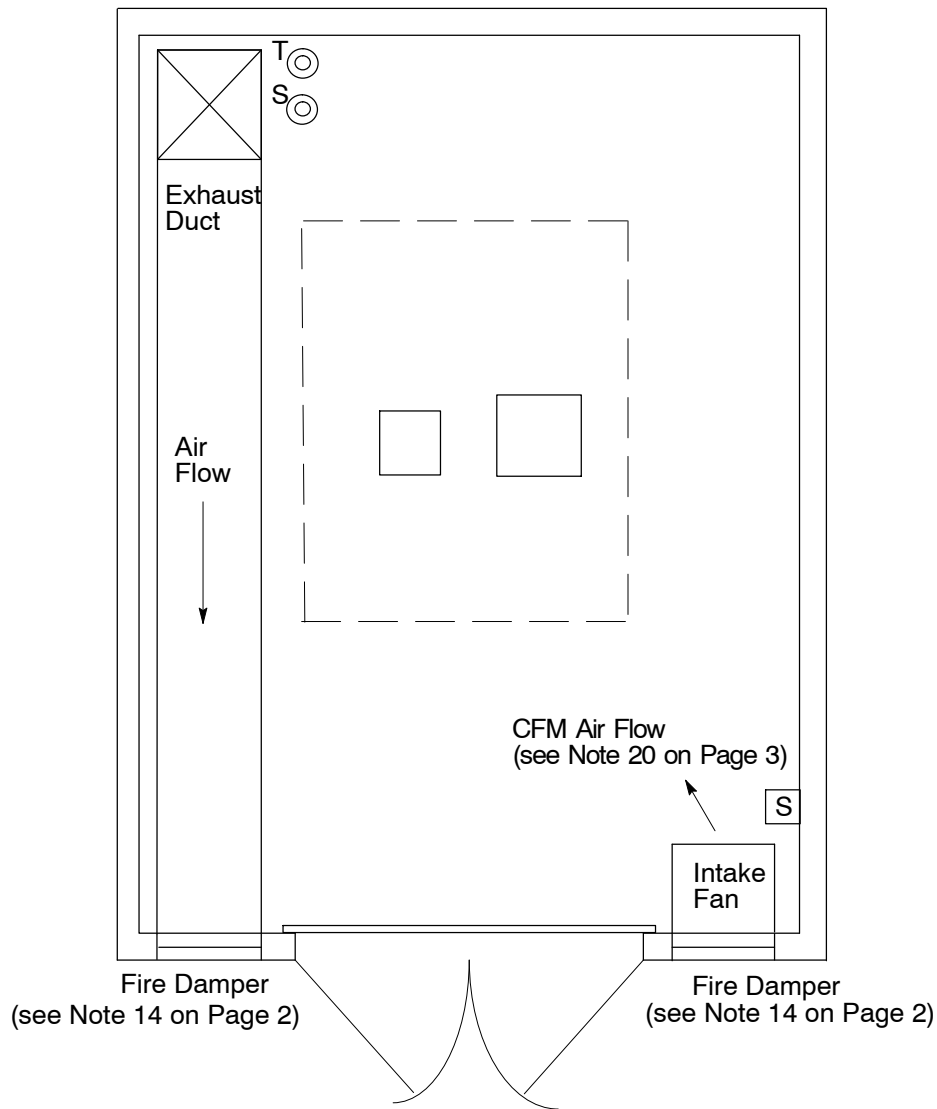 T
S
Exhaust
Duct
Air
Flow
CFM Air Flow
(see Note 20 on Page 3)
S
Intake
Fan
Fire Damper
(see Note 14 on Page 2)
Fire Damper
(see Note 14 on Page 2)